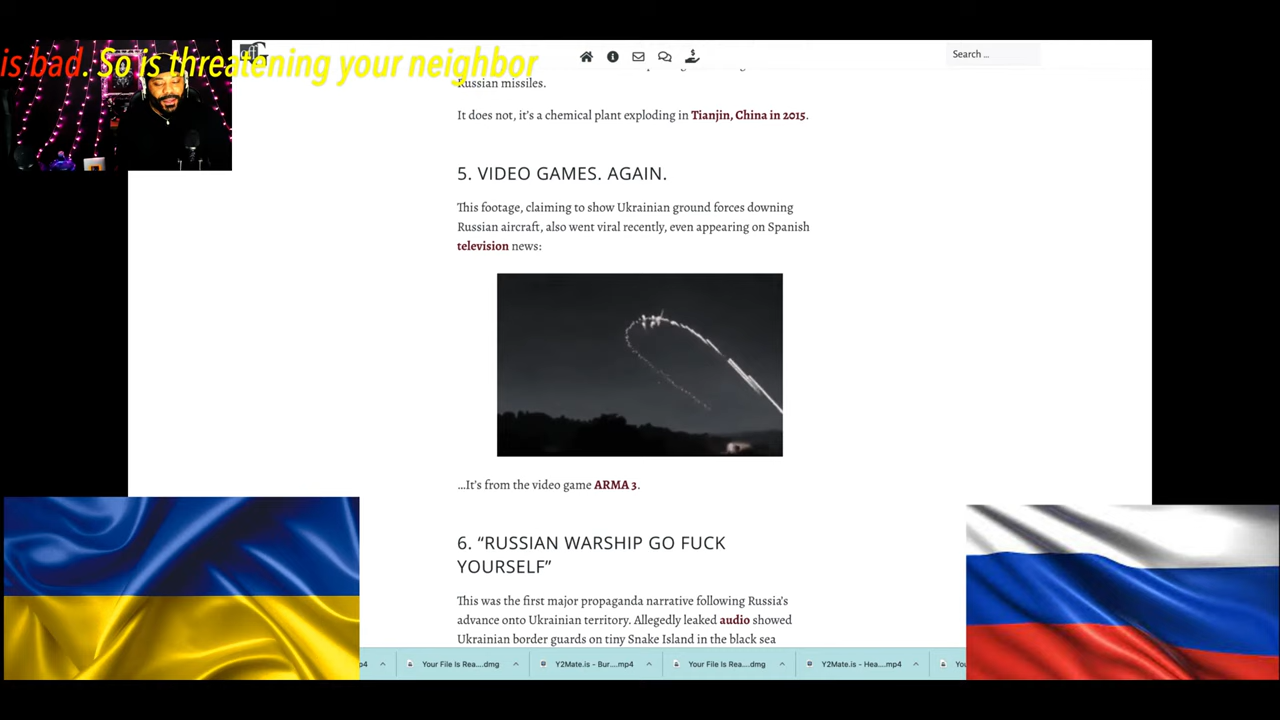 is bad. So is threatening your neighbor
off
Search ...
Russian missiles.
It does not, it's a chemical plant exploding in Tianjin, China in 2015.
5. VIDEO GAMES. AGAIN.
This footage, claiming to show Ukrainian ground forces downing
Russian aircraft, also went viral recently, even appearing on Spanish
television news:
...It's from the video game ARMA 3.
6. “RUSSIAN WARSHIP GO FUCK
YOURSELF”
This was the first major propaganda narrative following Russia's
advance onto Ukrainian territory. Allegedly leaked audio showed
Ukrainian border guards on tiny Snake Island in the black sea
p4 Your File Is Rea....dmg Y2Mate.is - Bur....mp4 Your File Is Rea....dmg Y2Mate.is - Hea....mp4 You